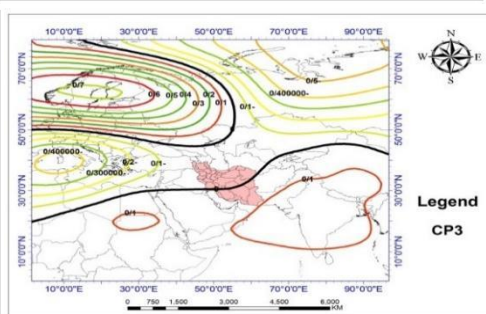 10°0'0"E 30°0'0"E 50°0'0"E 70°0'0"E 90°0'0"E
N
W E
S
70°0'0"N 70°0'0"N
0/7
0/6 0/5 0/4 0/2
0/3 0/1
0/1-
0/5-
0/400000-
50°0'0"N 50°0'0"N
0/400000-
0/2- 0/1-
0/300000-
30°0'0"N 30°0'0"N
0
0/1
0/1
10°0'0"N 10°0'0"N
Legend
CP3
10°0'0"E 30°0'0"E 50°0'0"E 70°0'0"E 90°0'0"E
0 750 1,500 3,000 4,500 6,000
KM